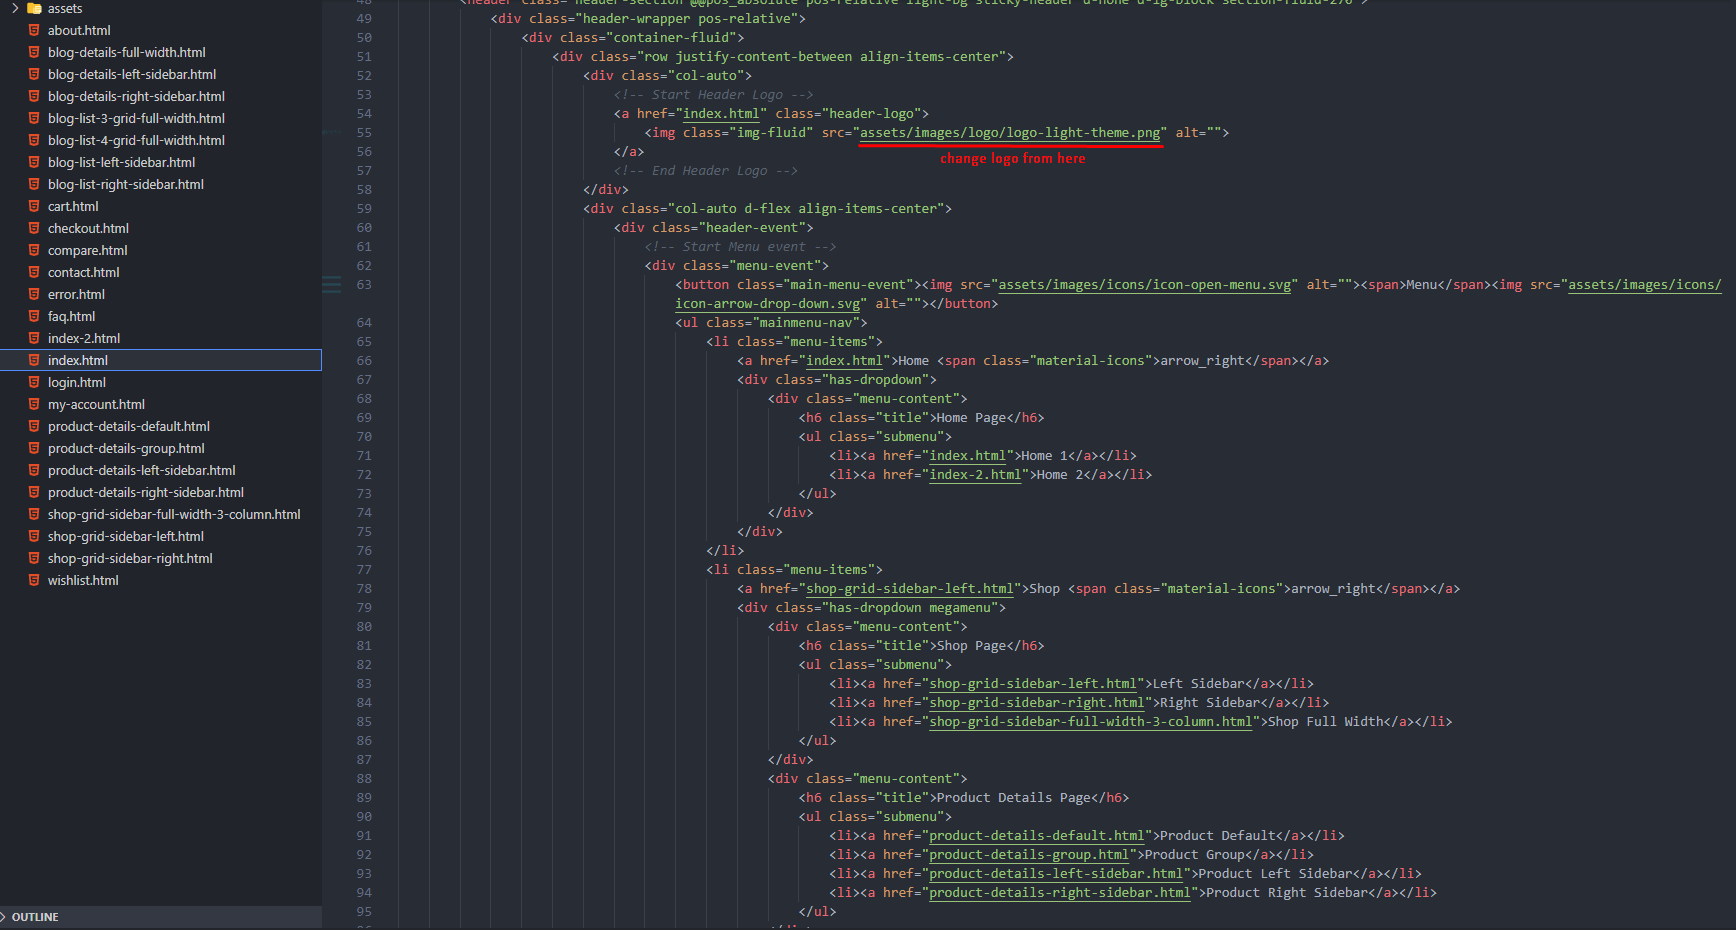 assets
about.html
blog-details-full-width.html
blog-details-left-sidebar.html
blog-details-right-sidebar.html
blog-list-3-grid-full-width.html
blog-list-4-grid-full-width.html
blog-list-left-sidebar.html
blog-list-right-sidebar.html
cart.html
checkout.html
compare.html
contact.html
error.html
faq.html
index-2.html
index.html
login.html
my-account.html
product-details-default.html
product-details-group.html
product-details-left-sidebar.html
product-details-right-sidebar.html
shop-grid-sidebar-full-width-3-column.html
shop-grid-sidebar-left.html
shop-grid-sidebar-right.html
wishlist.html
OUTLINE
48 <header class="header-section @@pos_absolute pos-relative light-bg sticky-header d-none d-lg-block section-fluid-270">
49 <div class="header-wrapper pos-relative">
50 <div class="container-fluid">
51 <div class="row justify-content-between align-items-center">
52 <div class="col-auto">
53 <!-- Start Header Logo -->
54 <a href="index.html" class="header-logo">
55 <img class="img-fluid" src="assets/images/logo/logo-light-theme.png" alt="">
56 </a>
change logo from here
57 <!-- End Header Logo -->
58 </div>
59 <div class="col-auto d-flex align-items-center">
60 <div class="header-event">
61 <!-- Start Menu event -->
62 <div class="menu-event">
63 <button class="main-menu-event"><img src="assets/images/icons/icon-open-menu.svg" alt=""><span>Menu</span><img src="assets/images/icons/
icon-arrow-drop-down.svg" alt=""></button>
64 <ul class="mainmenu-nav">
65 <li class="menu-items">
66 <a href="index.html">Home <span class="material-icons">arrow_right</span></a>
67 <div class="has-dropdown">
68 <div class="menu-content">
69 <h6 class="title">Home Page</h6>
70 <ul class="submenu">
71 <li><a href="index.html">Home 1</a></li>
72 <li><a href="index-2.html">Home 2</a></li>
73 </ul>
74 </div>
75 </div>
76 </li>
77 <li class="menu-items">
78 <a href="shop-grid-sidebar-left.html">Shop <span class="material-icons">arrow_right</span></a>
79 <div class="has-dropdown megamenu">
80 <div class="menu-content">
81 <h6 class="title">Shop Page</h6>
82 <ul class="submenu">
83 <li><a href="shop-grid-sidebar-left.html">Left Sidebar</a></li>
84 <li><a href="shop-grid-sidebar-right.html">Right Sidebar</a></li>
85 <li><a href="shop-grid-sidebar-full-width-3-column.html">Shop Full Width</a></li>
86 </ul>
87 </div>
88 <div class="menu-content">
89 <h6 class="title">Product Details Page</h6>
90 <ul class="submenu">
91 <li><a href="product-details-default.html">Product Default</a></li>
92 <li><a href="product-details-group.html">Product Group</a></li>
93 <li><a href="product-details-left-sidebar.html">Product Left Sidebar</a></li>
94 <li><a href="product-details-right-sidebar.html">Product Right Sidebar</a></li>
95 </ul>